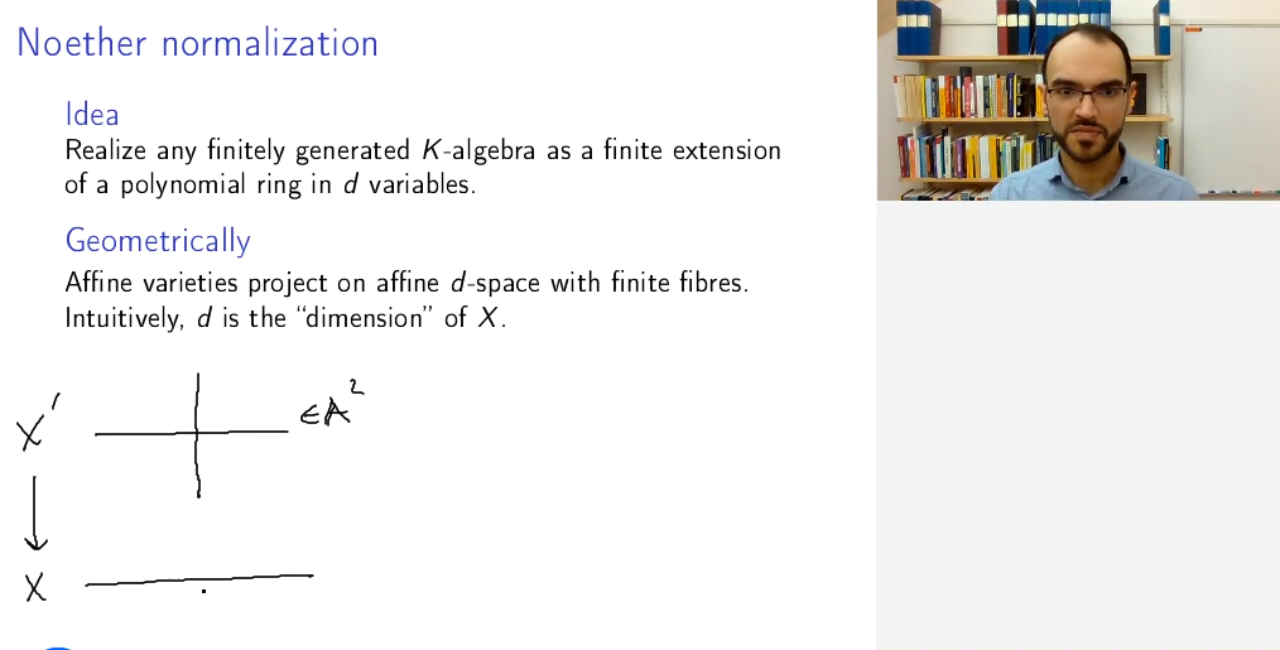 Noether normalization
Idea
Realize any finitely generated K-algebra as a finite extension
of a polynomial ring in d variables.
Geometrically
Affine varieties project on affine d-space with finite fibres.
Intuitively, d is the “dimension” of X.
X′
∈A²
X